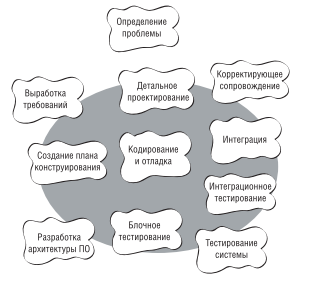 Определение
проблемы
Выработка
требований
Детальное
проектирование
Корректирующее
сопровождение
Создание плана
конструирования
Кодирование
и отладка
Интеграция
Интеграционное
тестирование
Разработка
архитектуры ПО
Блочное
тестирование
Тестирование
системы